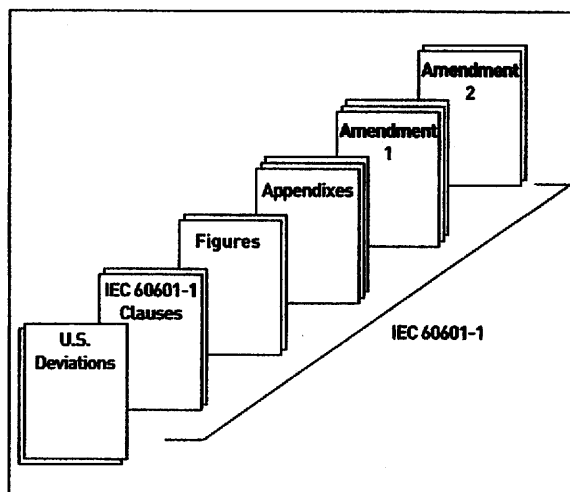 Amendment
2
Amendment
1
Appendixes
Figures
IEC 60601-1
Clauses
U.S.
Deviations
IEC 60601-1